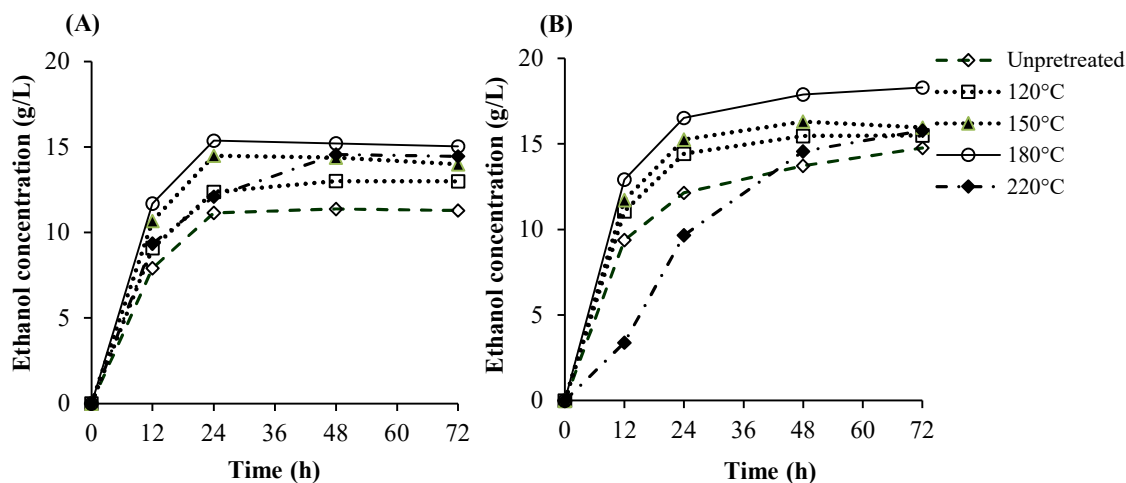 (A)
Ethanol concentration (g/L)
20
15
10
5
0
0 12 24 36 48 60 72
Time (h)
(B)
Ethanol concentration (g/L)
20
15
10
5
0
0 12 24 36 48 60 72
Time (h)
Unpretreated
120°C
150°C
180°C
220°C